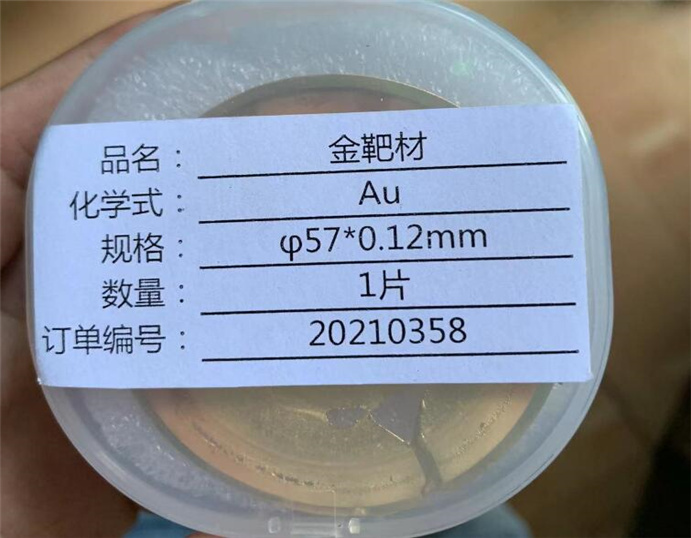 品名： 金靶材
化学式： Au
规格： φ57*0.12mm
数量： 1片
订单编号： 20210358